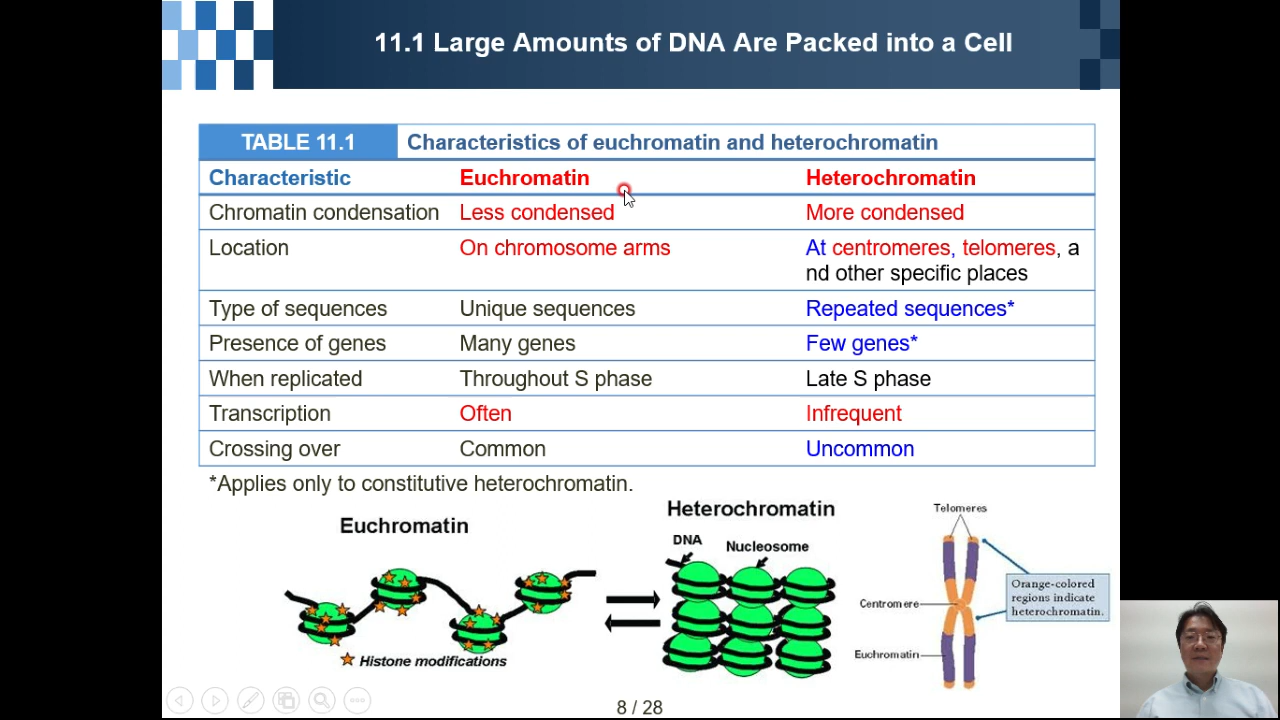 11.1 Large Amounts of DNA Are Packed into a Cell
TABLE 11.1 Characteristics of euchromatin and heterochromatin
Characteristic Euchromatin Heterochromatin
Chromatin condensation Less condensed More condensed
Location On chromosome arms At centromeres, telomeres, a
nd other specific places
Type of sequences Unique sequences Repeated sequences*
Presence of genes Many genes Few genes*
When replicated Throughout S phase Late S phase
Transcription Often Infrequent
Crossing over Common Uncommon
*Applies only to constitutive heterochromatin.
Euchromatin
Histone modifications
Heterochromatin
DNA
Nucleosome
Telomeres
Orange-colored
regions indicate
heterochromatin.
Centromere
Euchromatin
8 / 28